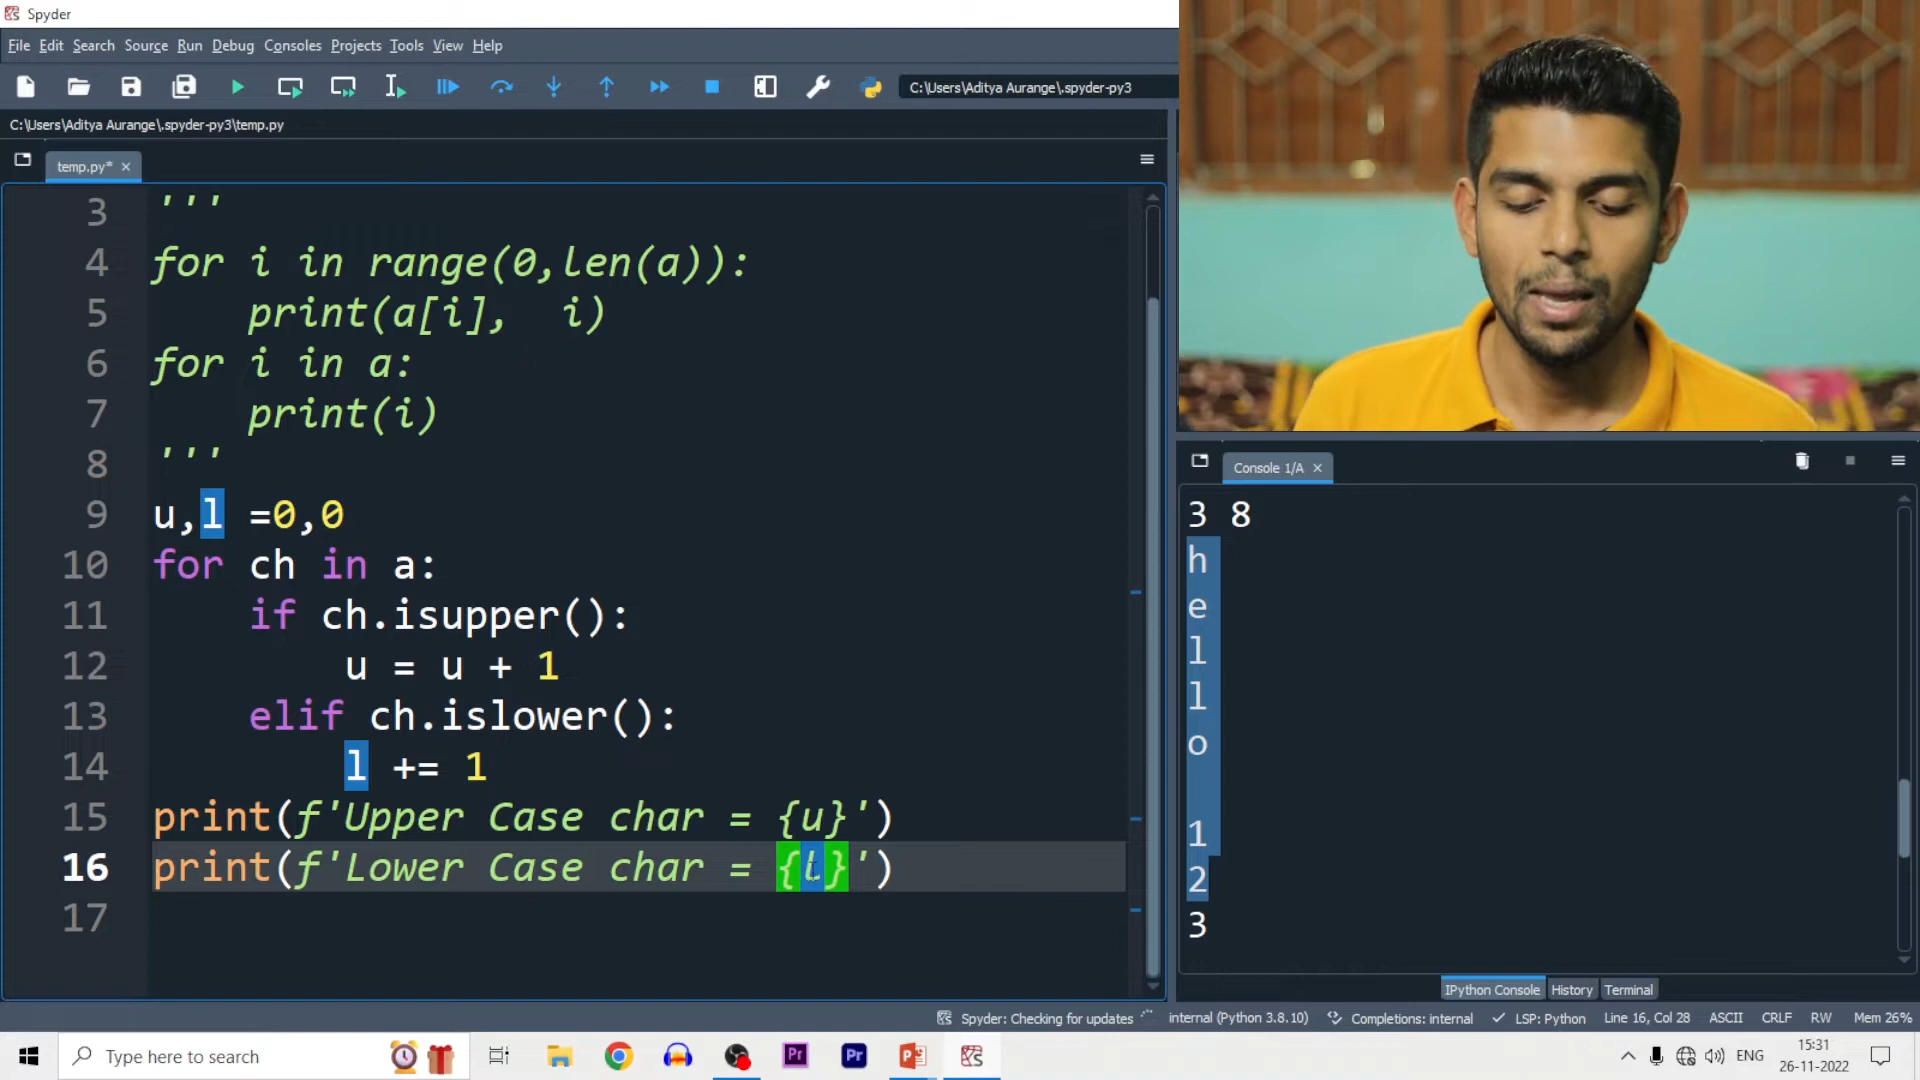 Spyder
File Edit Search Source Run Debug Consoles Projects Tools View Help
C:\Users\Aditya Aurange\.spyder-py3
C:\Users\Aditya Aurange\.spyder-py3\temp.py
temp.py*
3 '''
4 for i in range(0,len(a)):
5     print(a[i],  i)
6 for i in a:
7     print(i)
8 '''
9 u,l =0,0
10 for ch in a:
11     if ch.isupper():
12         u = u + 1
13     elif ch.islower():
14         l += 1
15 print(f'Upper Case char = {u}')
16 print(f'Lower Case char = {l}')
17
Console 1/A
3 8
h
e
l
l
o
1
2
3
IPython Console History Terminal
Spyder: Checking for updates internal (Python 3.8.10) Completions: internal LSP: Python Line 16, Col 28 ASCII CRLF RW Mem 26%
Type here to search
Pr Pr
ENG 15:31
26-11-2022